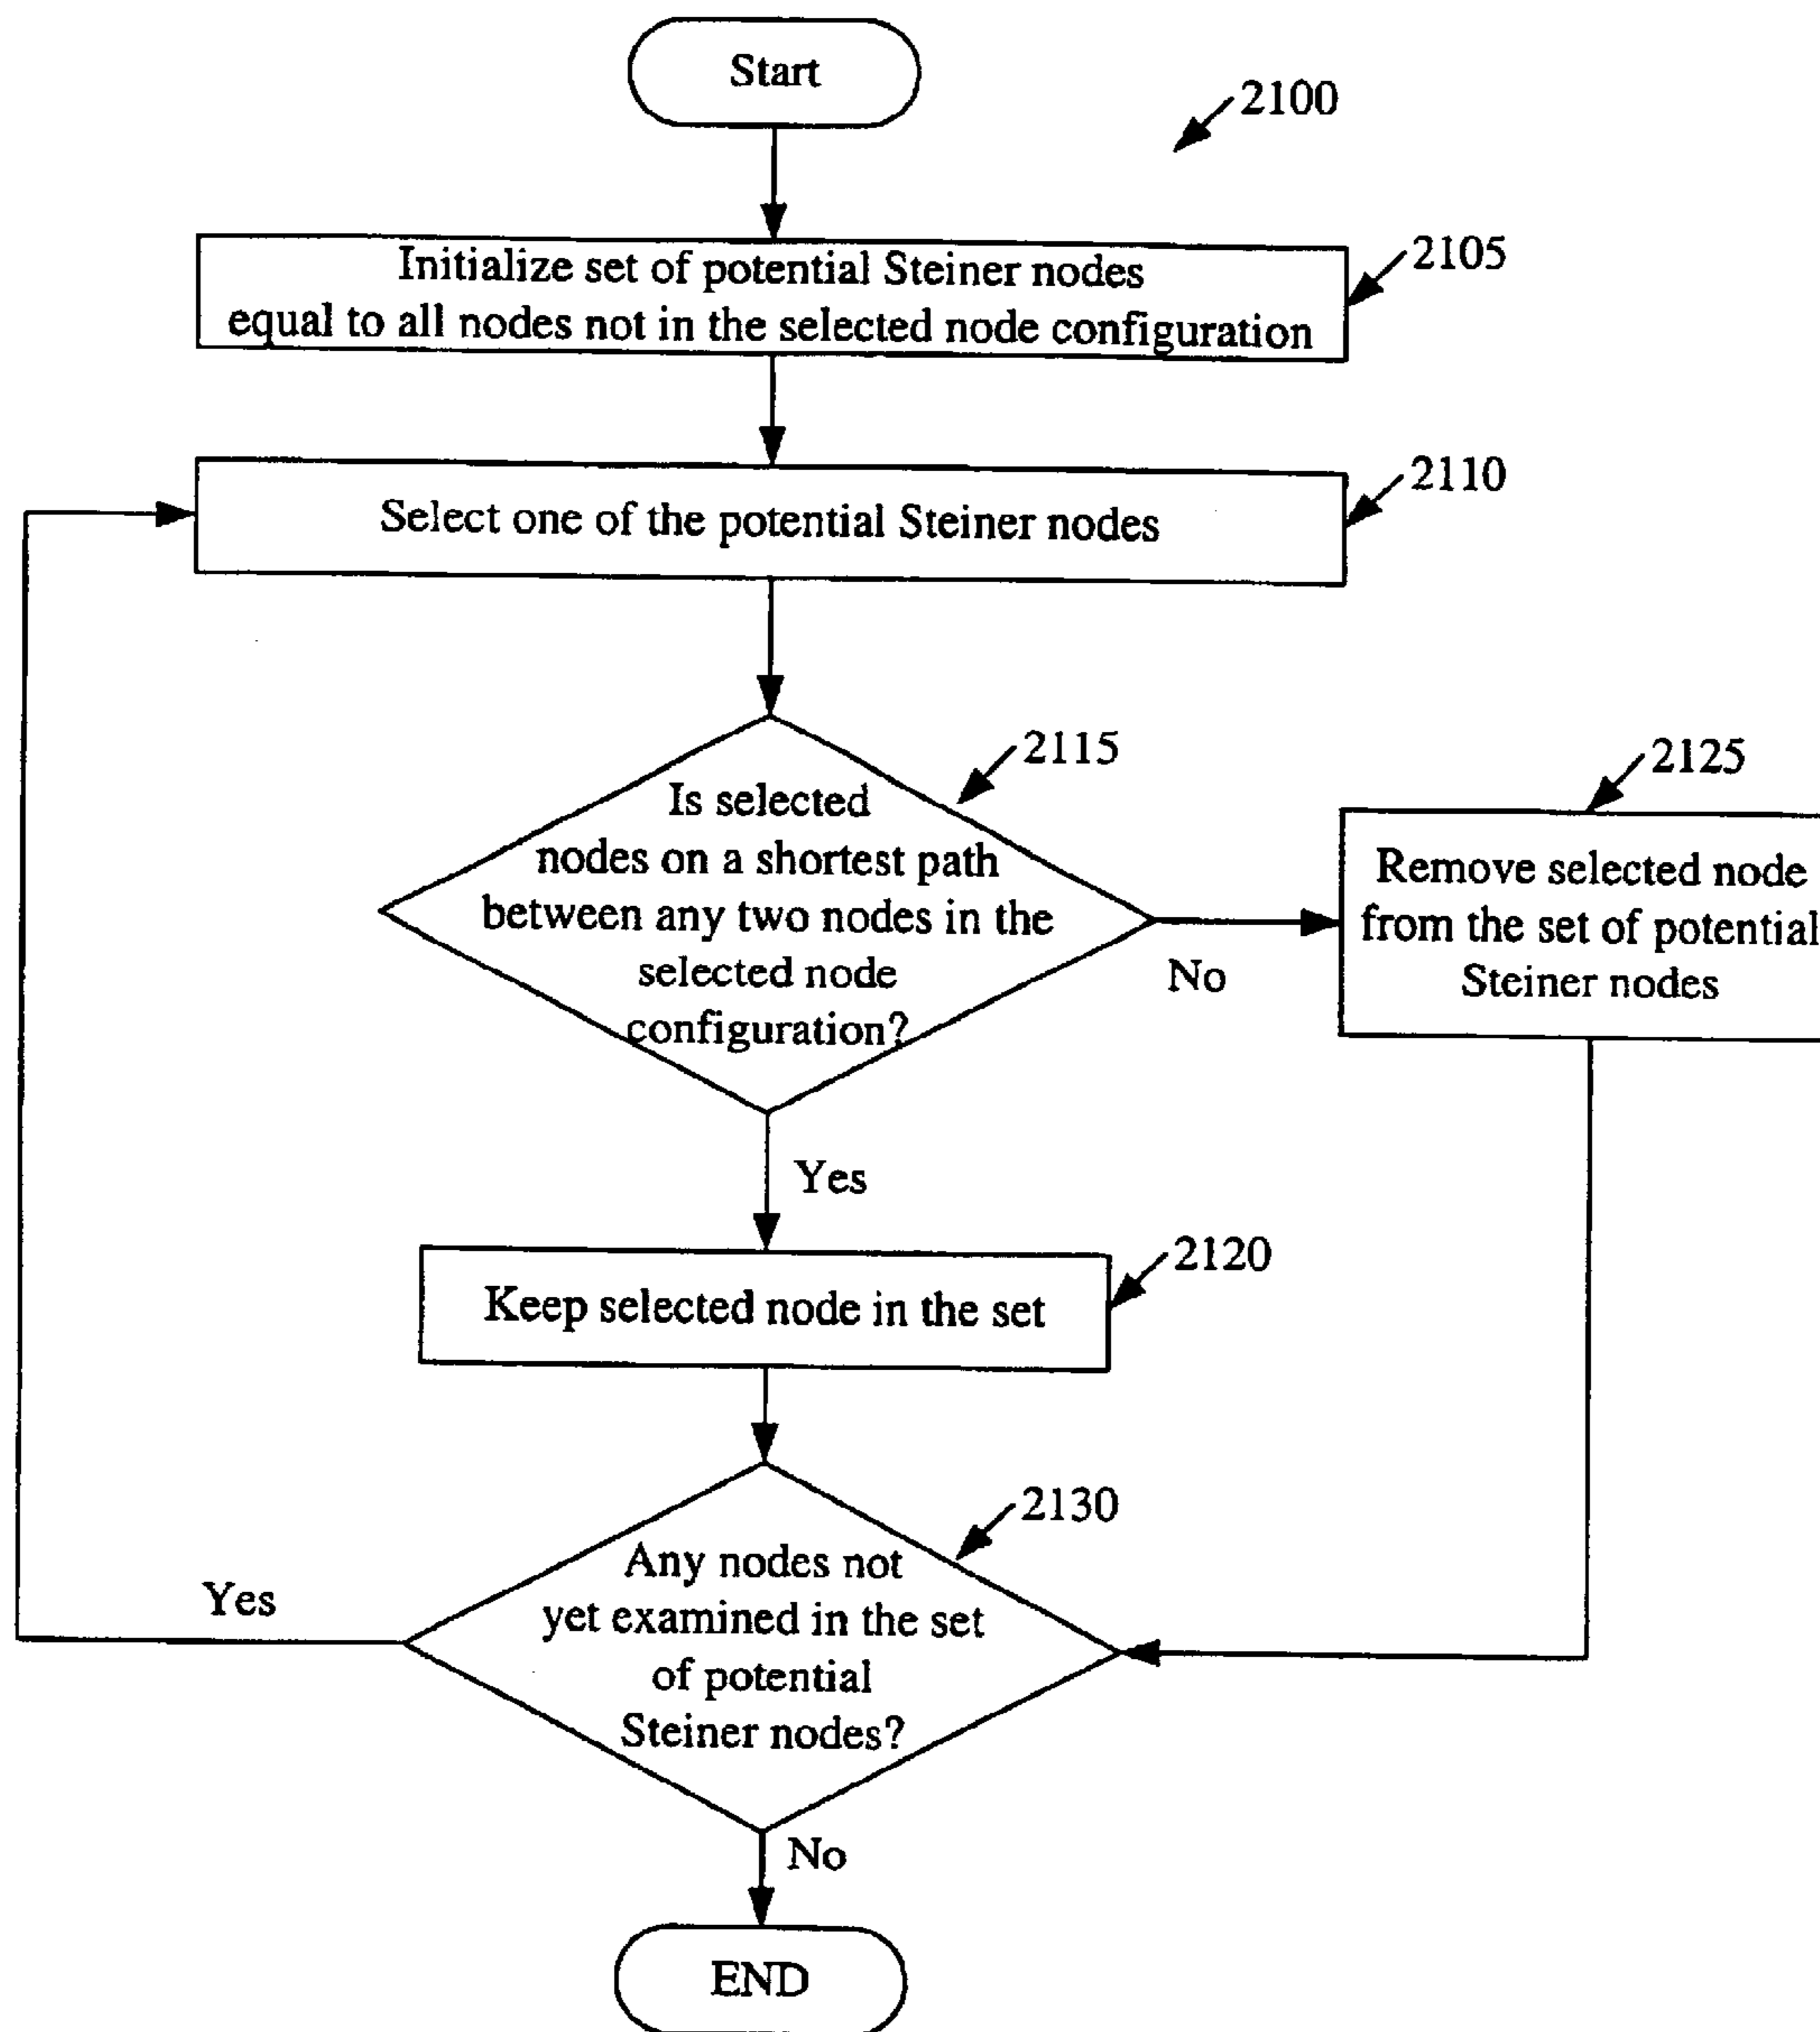 Start
2100
Initialize set of potential Steiner nodes
equal to all nodes not in the selected node configuration
2105
Select one of the potential Steiner nodes
2110
Is selected
nodes on a shortest path
between any two nodes in the
selected node
configuration?
2115
No
2125
Remove selected node
from the set of potential
Steiner nodes
Yes
Keep selected node in the set
2120
Any nodes not
yet examined in the set
of potential
Steiner nodes?
2130
Yes
No
END